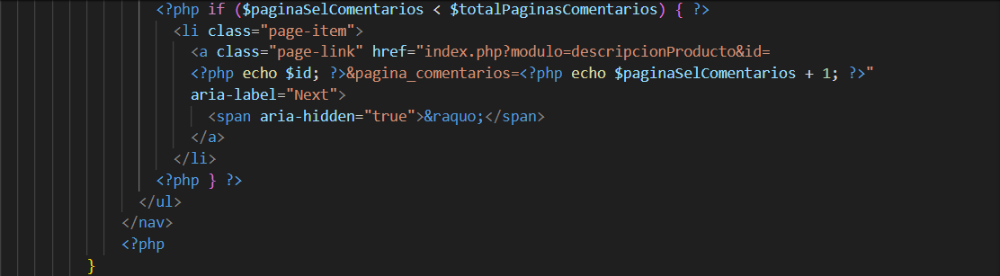 <?php if ($paginaSelComentarios < $totalPaginasComentarios) { ?>
<li class="page-item">
<a class="page-link" href="index.php?modulo=descripcionProducto&id=
<?php echo $id; ?>&pagina_comentarios=<?php echo $paginaSelComentarios + 1; ?>"
aria-label="Next">
<span aria-hidden="true">&raquo;</span>
</a>
</li>
<?php } ?>
</ul>
</nav>
<?php
}